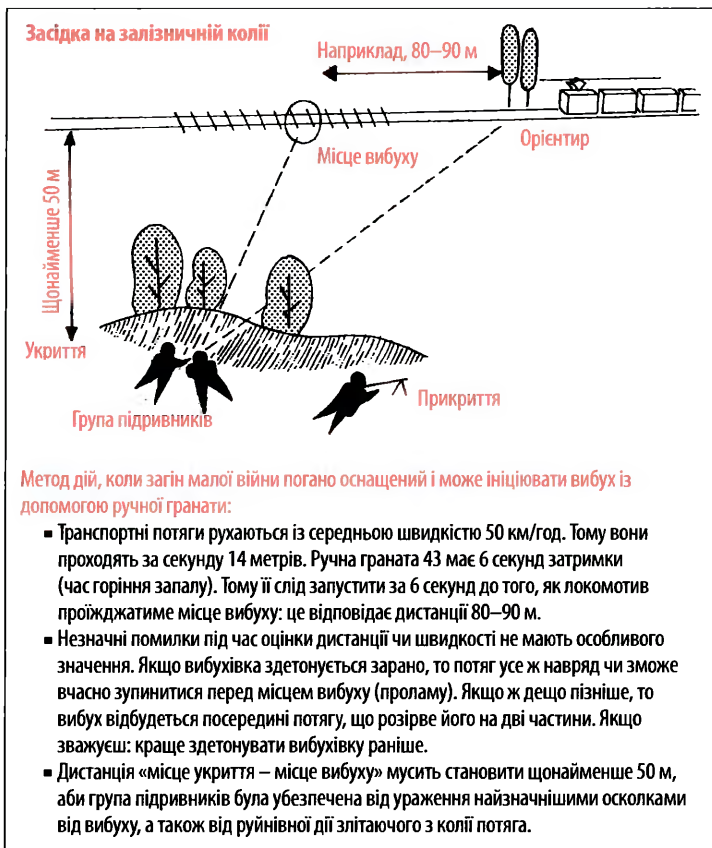 Засідка на залізничній колії
Наприклад, 80–90 м
Орієнтир
Місце вибуху
Щонайменше 50 м
Укриття
Прикриття
Група підривників
Метод дій, коли загін малої війни погано оснащений і може ініціювати вибух із
допомогою ручної гранати:
▪ Транспортні потяги рухаються із середньою швидкістю 50 км/год. Тому вони
проходять за секунду 14 метрів. Ручна граната 43 має 6 секунд затримки
(час горіння запалу). Тому її слід запустити за 6 секунд до того, як локомотив
проїжджатиме місце вибуху: це відповідає дистанції 80–90 м.
▪ Незначні помилки під час оцінки дистанції чи швидкості не мають особливого
значення. Якщо вибухівка здетонується зарано, то потяг усе ж навряд чи зможе
вчасно зупинитися перед місцем вибуху (проламу). Якщо ж дещо пізніше, то
вибух відбудеться посередині потягу, що розірве його на дві частини. Якщо
зважуєш: краще здетонувати вибухівку раніше.
▪ Дистанція «місце укриття – місце вибуху» мусить становити щонайменше 50 м,
аби група підривників була убезпечена від ураження найзначнішими осколками
від вибуху, а також від руйнівної дії злітаючого з колії потяга.